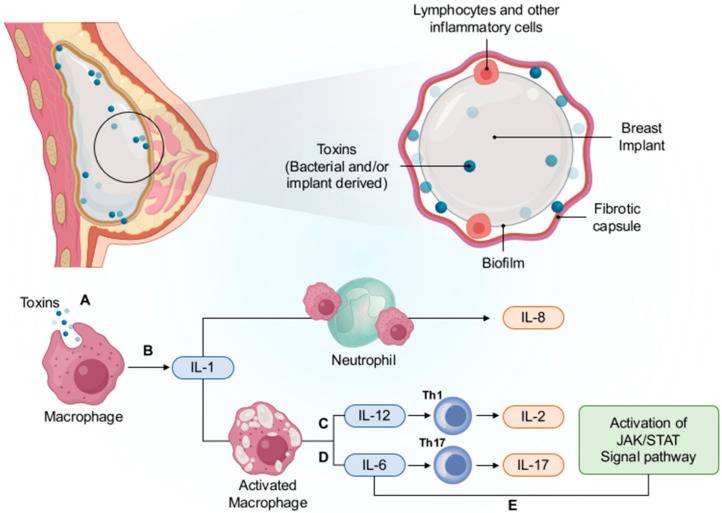 Lymphocytes and other
inflammatory cells
Toxins
(Bacterial and/or
implant derived)
Breast
Implant
Fibrotic
capsule
Biofilm
Toxins
A
B
Macrophage
IL-1
Neutrophil
IL-8
Activated
Macrophage
C
IL-12
Th1
IL-2
D
IL-6
Th17
IL-17
E
Activation of
JAK/STAT
Signal pathway